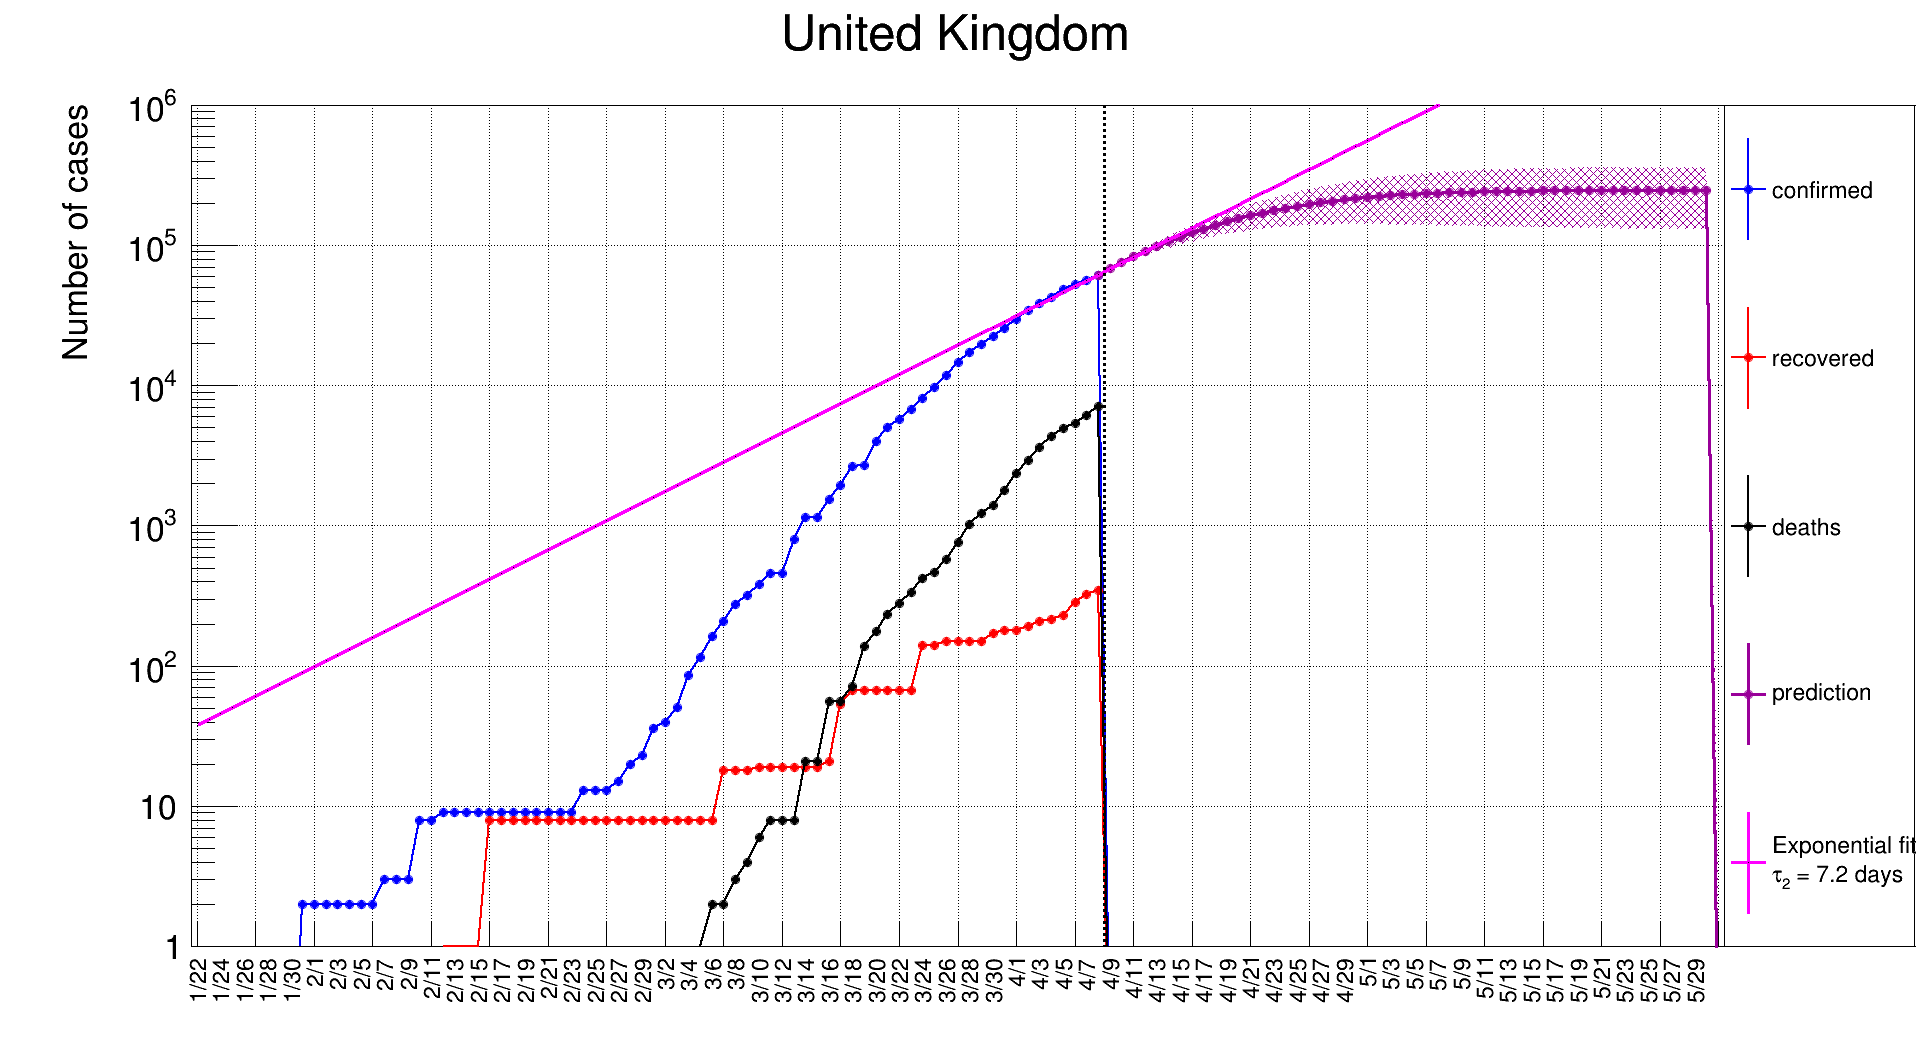 United Kingdom
Number of cases
10^6
10^5
10^4
10^3
10^2
10
1
1/22 1/24 1/26 1/28 1/30 2/1 2/3 2/5 2/7 2/9 2/11 2/13 2/15 2/17 2/19 2/21 2/23 2/25 2/27 2/29 3/2 3/4 3/6 3/8 3/10 3/12 3/14 3/16 3/18 3/20 3/22 3/24 3/26 3/28 3/30 4/1 4/3 4/5 4/7 4/9 4/11 4/13 4/15 4/17 4/19 4/21 4/23 4/25 4/27 4/29 5/1 5/3 5/5 5/7 5/9 5/11 5/13 5/15 5/17 5/19 5/21 5/23 5/25 5/27 5/29
confirmed
recovered
deaths
prediction
Exponential fit
τ₂ = 7.2 days